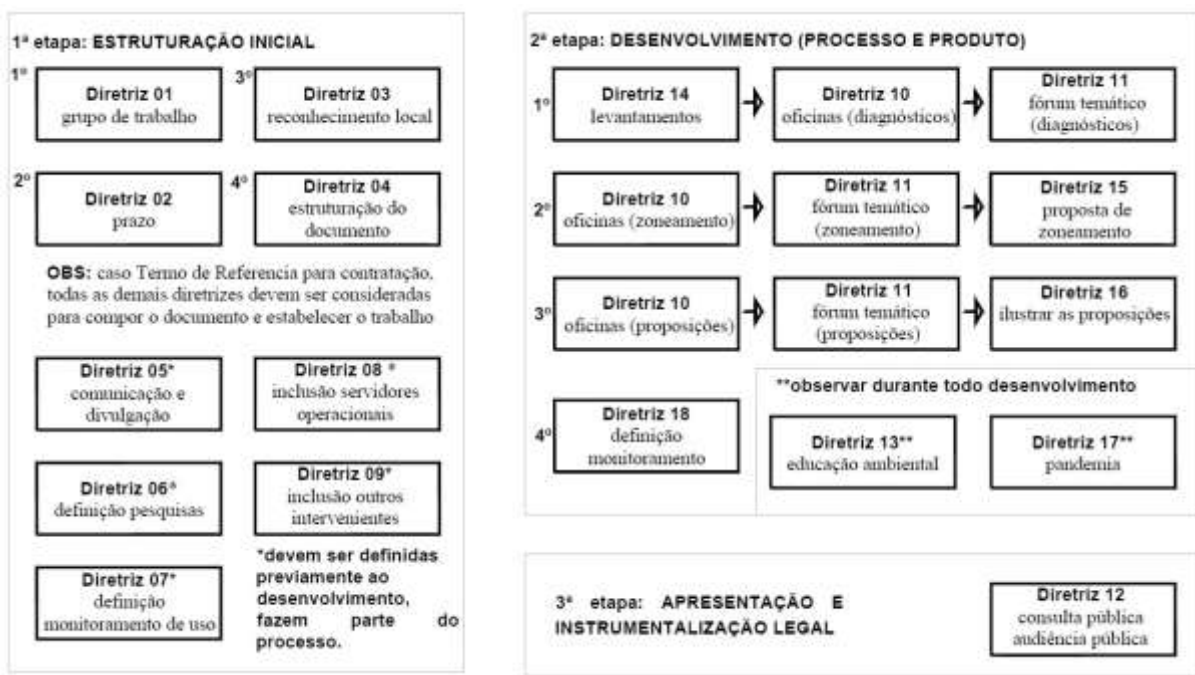 1ª etapa: ESTRUTURAÇÃO INICIAL
1º
Diretriz 01
grupo de trabalho
3º
Diretriz 03
reconhecimento local
2º
Diretriz 02
prazo
4º
Diretriz 04
estruturação do
documento
OBS: caso Termo de Referencia para contratação,
todas as demais diretrizes devem ser consideradas
para compor o documento e estabelecer o trabalho
Diretriz 05*
comunicação e
divulgação
Diretriz 08 *
inclusão servidores
operacionais
Diretriz 06*
definição pesquisas
Diretriz 09*
inclusão outros
intervenientes
Diretriz 07*
definição
monitoramento de uso
*devem ser definidas
previamente ao
desenvolvimento,
fazem parte do
processo.
2ª etapa: DESENVOLVIMENTO (PROCESSO E PRODUTO)
1º
Diretriz 14
levantamentos
Diretriz 10
oficinas (diagnósticos)
Diretriz 11
fórum temático
(diagnósticos)
2º
Diretriz 10
oficinas (zoneamento)
Diretriz 11
fórum temático
(zoneamento)
Diretriz 15
proposta de
zoneamento
3º
Diretriz 10
oficinas (proposições)
Diretriz 11
fórum temático
(proposições)
Diretriz 16
ilustrar as proposições
4º
Diretriz 18
definição
monitoramento
**observar durante todo desenvolvimento
Diretriz 13**
educação ambiental
Diretriz 17**
pandemia
3ª etapa: APRESENTAÇÃO E
INSTRUMENTALIZAÇÃO LEGAL
Diretriz 12
consulta pública
audiência pública